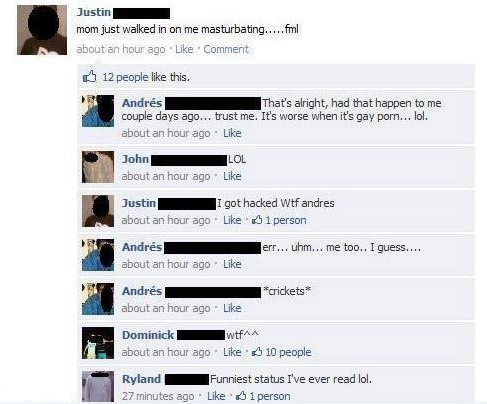 Justin
mom just walked in on me masturbating.....fml
about an hour ago · Like · Comment
12 people like this.
Andrés That's alright, had that happen to me
couple days ago... trust me. It's worse when it's gay porn... lol.
about an hour ago · Like
John LOL
about an hour ago · Like
Justin I got hacked Wtf andres
about an hour ago · Like · 1 person
Andrés err... uhm... me too.. I guess....
about an hour ago · Like
Andrés *crickets*
about an hour ago · Like
Dominick wtf^^
about an hour ago · Like · 10 people
Ryland Funniest status I've ever read lol.
27 minutes ago · Like · 1 person